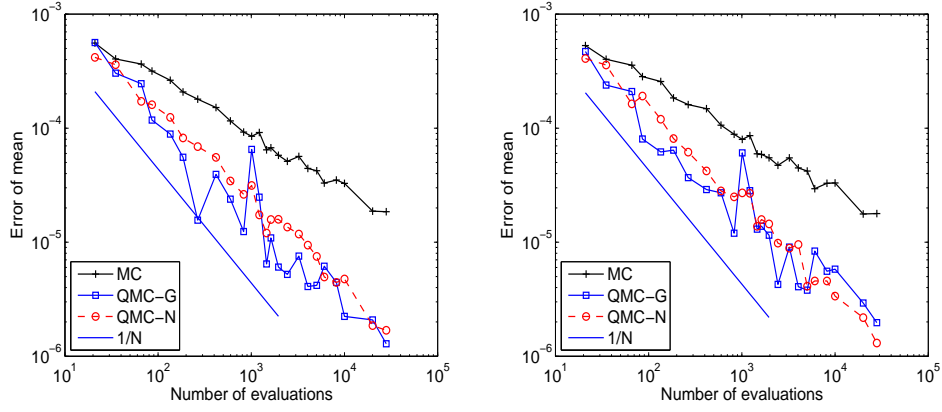 10^-3
10^-4
10^-5
10^-6
Error of mean
10^1 10^2 10^3 10^4 10^5
Number of evaluations
MC
QMC-G
QMC-N
1/N
10^-3
10^-4
10^-5
10^-6
Error of mean
10^1 10^2 10^3 10^4 10^5
Number of evaluations
MC
QMC-G
QMC-N
1/N